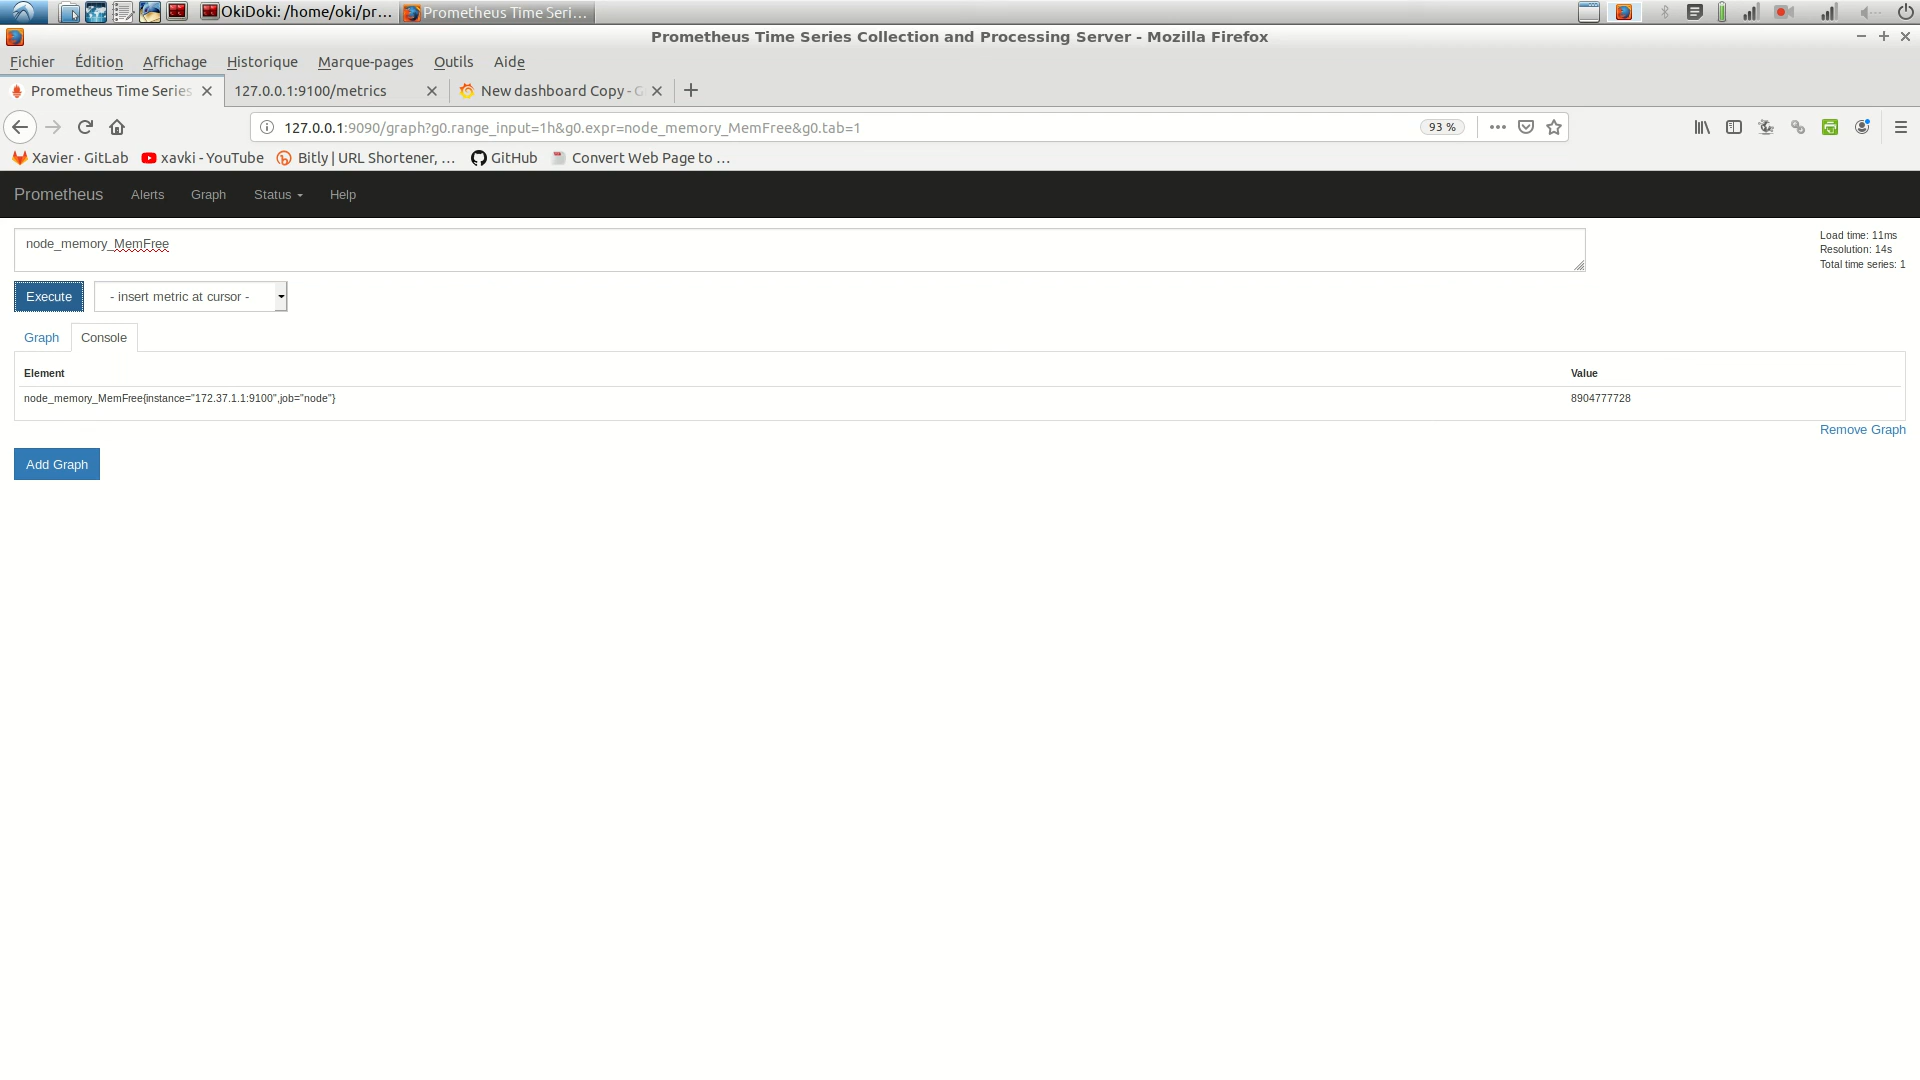 OkiDoki: /home/oki/pr... Prometheus Time Seri...
Prometheus Time Series Collection and Processing Server - Mozilla Firefox
Fichier Édition Affichage Historique Marque-pages Outils Aide
Prometheus Time Series 127.0.0.1:9100/metrics New dashboard Copy - G
127.0.0.1:9090/graph?g0.range_input=1h&g0.expr=node_memory_MemFree&g0.tab=1 93 %
Xavier · GitLab xavki - YouTube Bitly | URL Shortener, ... GitHub Convert Web Page to ...
Prometheus Alerts Graph Status Help
node_memory_MemFree
Load time: 11ms
Resolution: 14s
Total time series: 1
Execute - insert metric at cursor -
Graph Console
Element Value
node_memory_MemFree{instance="172.37.1.1:9100",job="node"} 8904777728
Remove Graph
Add Graph